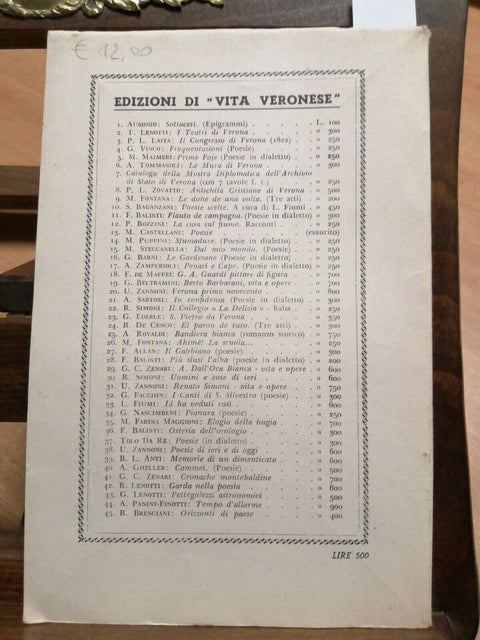 € 12,00
EDIZIONI DI "VITA VERONESE"
1. AUSONIO: Sottaceti. (Epigrammi) . . . . L. 100
2. T. LENOTTI: I Teatri di Verona . . . . » 300
3. P. L. LAITA: Il Congresso di Verona (1822) . . . » 250
4. G. VINCO: Frequentazioni (Poesie) . . . . » 250
5. M. MAIMERI: Prime Foje (Poesie in dialetto) . . . » 250
6. A. TOMMASOLI: Le Mura di Verona . . . . » 300
7. Catalogo della Mostra Diplomatica dell'Archivio
di Stato di Verona (con 7 tavole f. t.) . . . » 250
8. P. L. ZOVATTO: Antichità Cristiane di Verona . . » 500
9. M. FONTANA: Le done de una volta. (Tre atti) . . » 200
10. S. BAGANZANI: Poesie scelte. A cura di L. Fiumi . » 450
11. F. BALISTI: Flauto de campagna. (Poesie in dialetto) » 300
12. P. BOZZINI: La casa sul fiume. Racconti . . . » 250
13. M. CASTELLANI: Poesie . . . . (esaurito)
14. M. PUPPINI: Sfumadure. (Poesie in dialetto) . . » 250
15. M. STECCANELLA: Dal mio mondo. (Poesie) . . » 250
16. G. BARNI: Le Gardesane (Poesie in dialetto) . . » 250
17. A. ZAMPERIOLI: Penaci e Cape. (Poesie in dialetto) . » 250
18. F. DE MAFFEI: G. A. Guardi pittore di figura . . » 700
19. G. BELTRAMINI: Berto Barbarani, vita e opere . . » 700
20. U. ZANNONI: Verona primo novecento . . . » 600
21. A. SARTORI: In confidenza (Poesie in dialetto) . . » 300
22. R. SIMONI: Il Collegio « La Delizia » - fiaba . . » 250
23. G. EDERLE: S. Pietro da Verona . . . . » 350
24. B. DE CESCO: El paron de tuto. (Tre atti) . . » 300
25. A. ROVALDI: Bandiera bianca (romanzo storico) . . » 750
26. M. FONTANA: Ahimè! La scuola... . . . » 250
27. F. ALLAN: Il Gabbiano (poesie) . . . . » 300
28. F. BALISTI: Più slusi l'alba (poesie in dialetto) . . » 200
29. G. C. ZENARI: A. Dall'Oca Bianca - vita e opere . » 600
30. R. SIMONI: Uomini e cose di ieri . . . . » 600
31. U. ZANNONI: Renato Simoni - vita e opere . . » 750
32. G. FACCHIN: I Canti di S. Silvestro (poesie) . . » 300
33. L. FIUMI: Li ho veduti così . . . . » 600
34. G. NASCIMBENI: Pianura (poesie) . . . . » 250
35. M. FARINA MAGGIONI: Elogio della bugia . . » 700
36. F. BALISTI: Osteria dell'orologio . . . . » 300
37. TOLO DA RE: Poesie (in dialetto) . . . . » 300
38. U. ZANNONI: Poesie di ieri e di oggi . . . » 500
39. B. L. ANTI: Memorie di un dimenticato . . . » 600
40 A. GHELLER: Cammei. (Poesie) . . . . » 500
41 G. C. ZENARI: Cronache montebaldine . . . » 700
42 B. LENOTTI: Garda nella poesia . . . . » 600
43. G. LENOTTI: Pettegolezzi astronomici . . . » 500
44. A. PANINI-FINOTTI: Tempo d'allarme . . . » 900
45. B. BRESCIANI: Orizzonti di paese . . . . » 400
LIRE 500